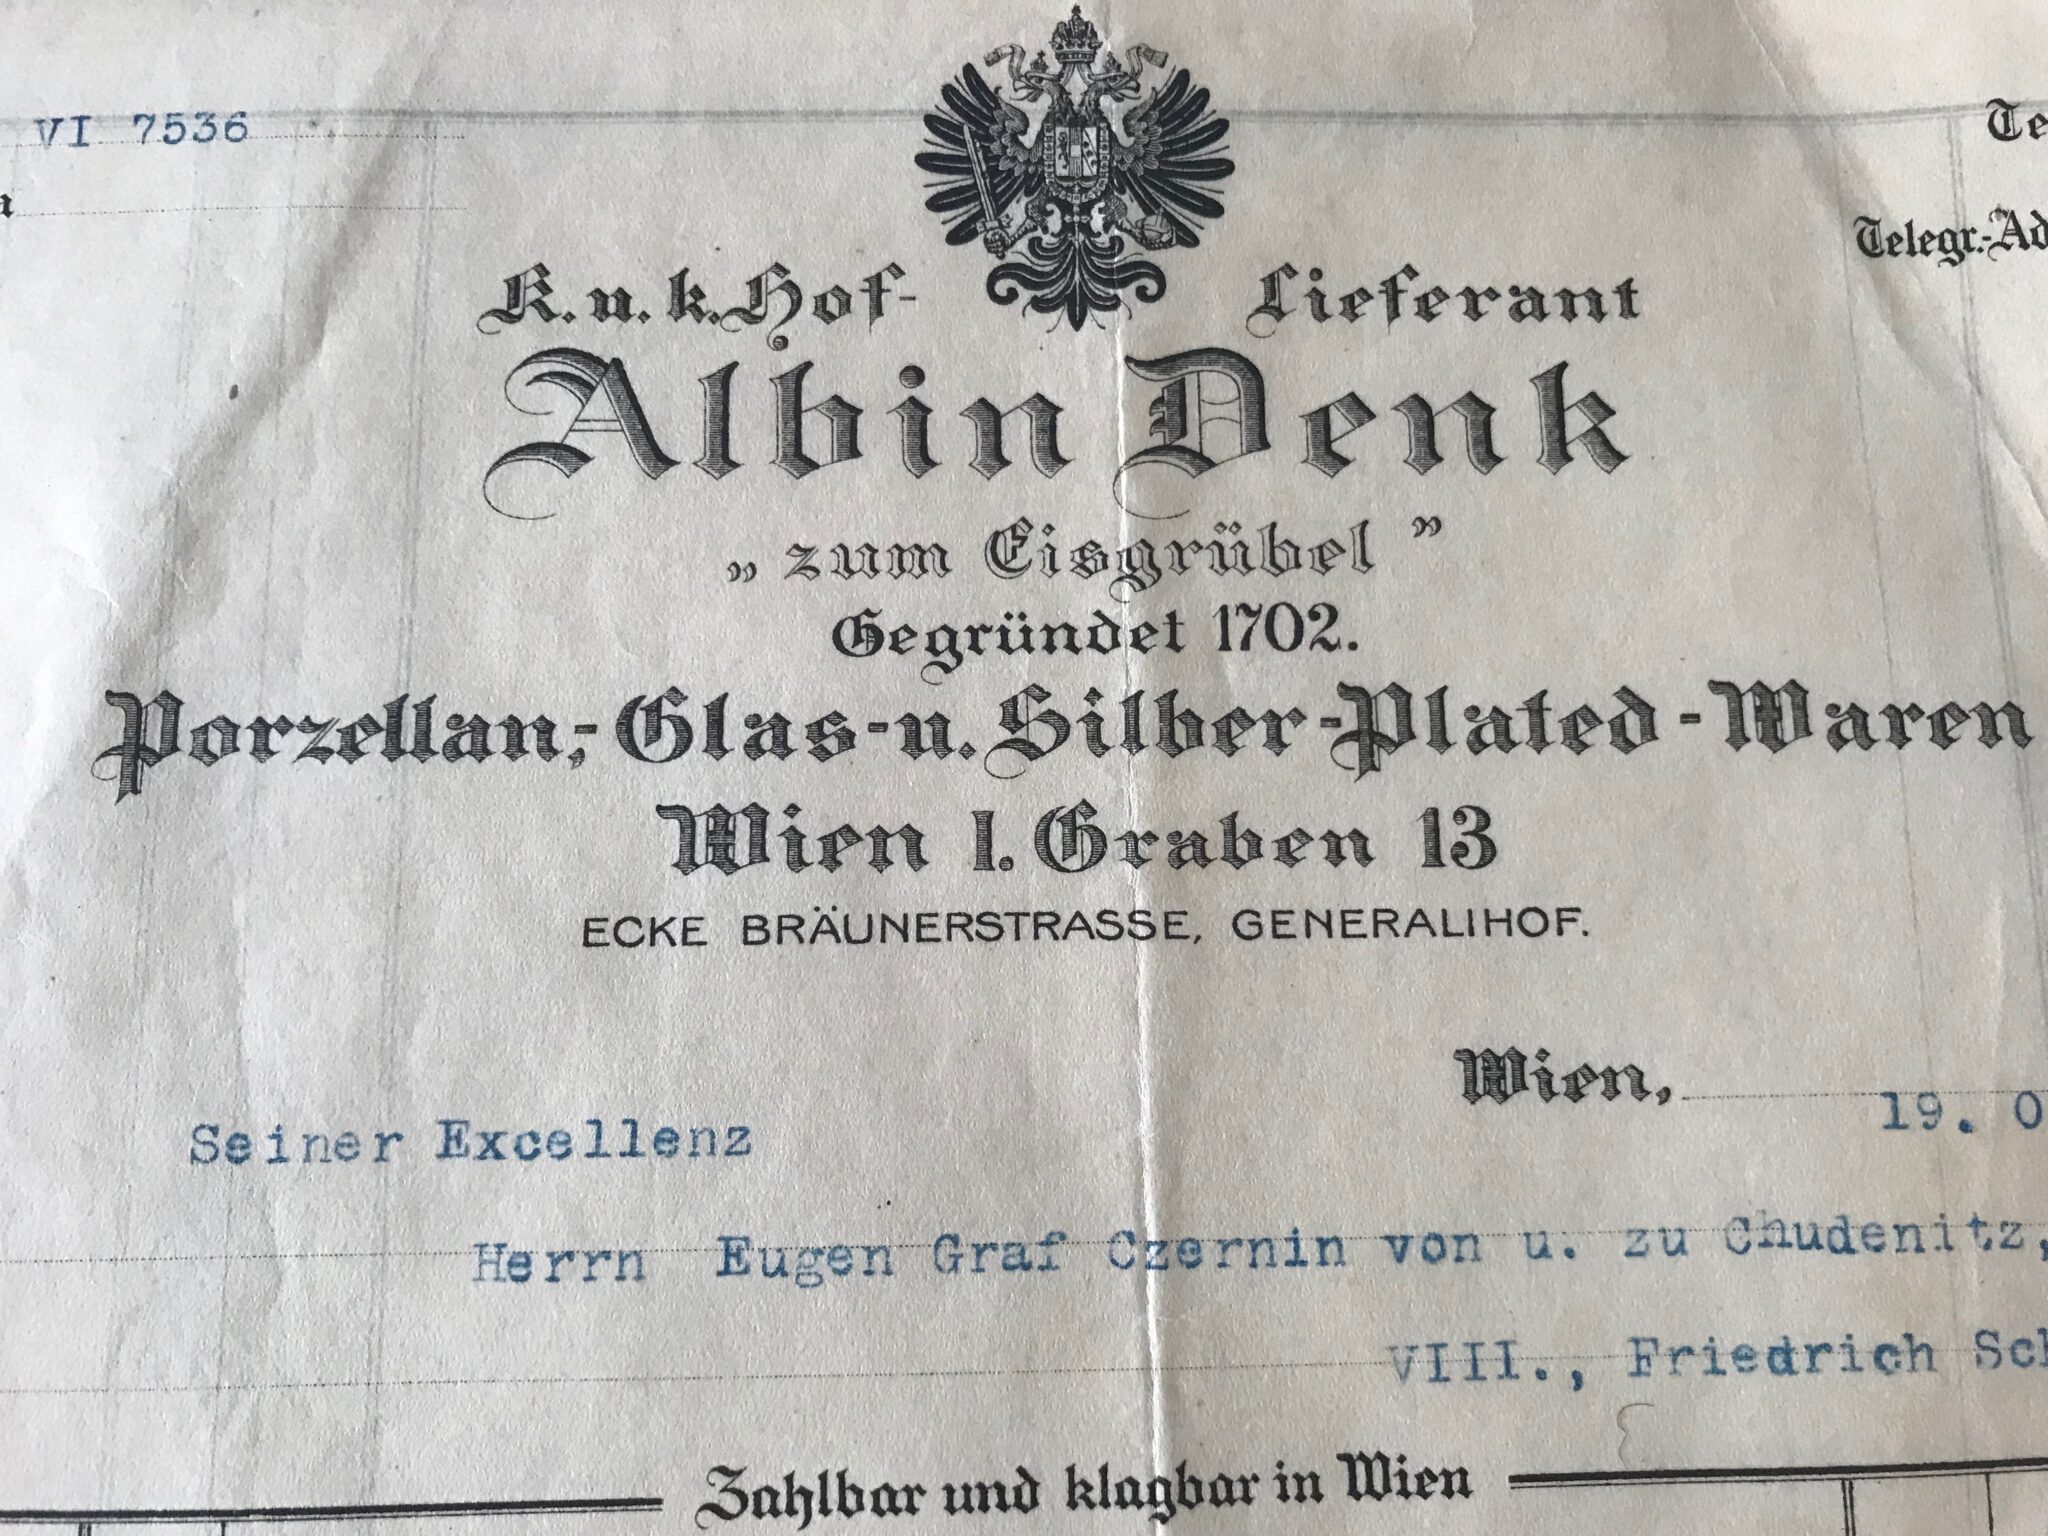 VI 7536
Telegr.-Ad
K. u. k. Hof- Lieferant
Albin Denk
„zum Eisgrübel”
Gegründet 1702.
Porzellan,- Glas- u. Silber-Plated-Waren
Wien I. Graben 13
ECKE BRÄUNERSTRASSE, GENERALIHOF.
Wien, 19. O
Seiner Excellenz
Herrn Eugen Graf Czernin von u. zu Chudenitz,
VIII., Friedrich Sch
Zahlbar und klagbar in Wien